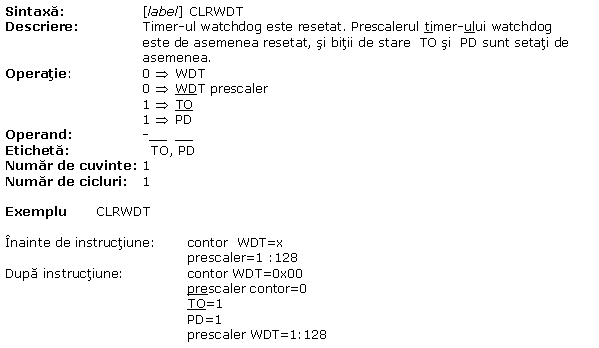 Sintaxă: [label] CLRWDT
Descriere: Timer-ul watchdog este resetat. Prescalerul timer-ului watchdog
este de asemenea resetat, şi biţii de stare TO şi PD sunt setaţi de
asemenea.
Operaţie: 0 ⇒ WDT
0 ⇒ WDT prescaler
1 ⇒ TO
1 ⇒ PD
Operand: -
Etichetă: TO, PD
Număr de cuvinte: 1
Număr de cicluri: 1
Exemplu CLRWDT
Înainte de instrucţiune: contor WDT=x
prescaler=1 :128
După instrucţiune: contor WDT=0x00
prescaler contor=0
TO=1
PD=1
prescaler WDT=1:128